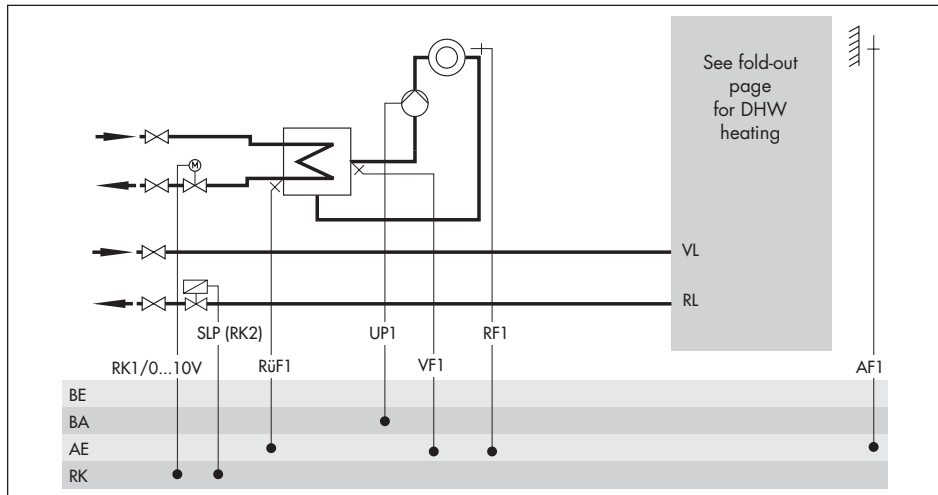 See fold-out
page
for DHW
heating
M
VL
RL
SLP (RK2)
UP1
RF1
RK1/0...10V
RüF1
VF1
AF1
BE
BA
AE
RK